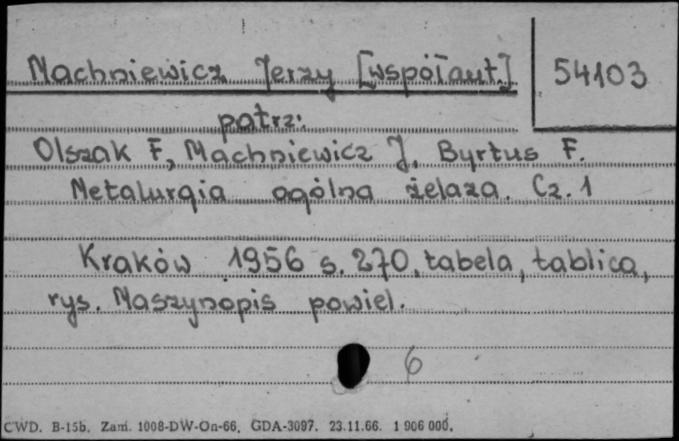 Machniewicz Jerzy [współaut.] 54103
patrz:
Olszak F, Machniewicz J, Byrtus F.
Metalurgia ogólna żelaza. Cz. 1
Kraków 1956 s. 270, tabela, tablica,
rys. Maszynopis powiel.
6
CWD. B-15b. Zam. 1008-DW-On-66. GDA-3097. 23.11.66. 1 906 000.